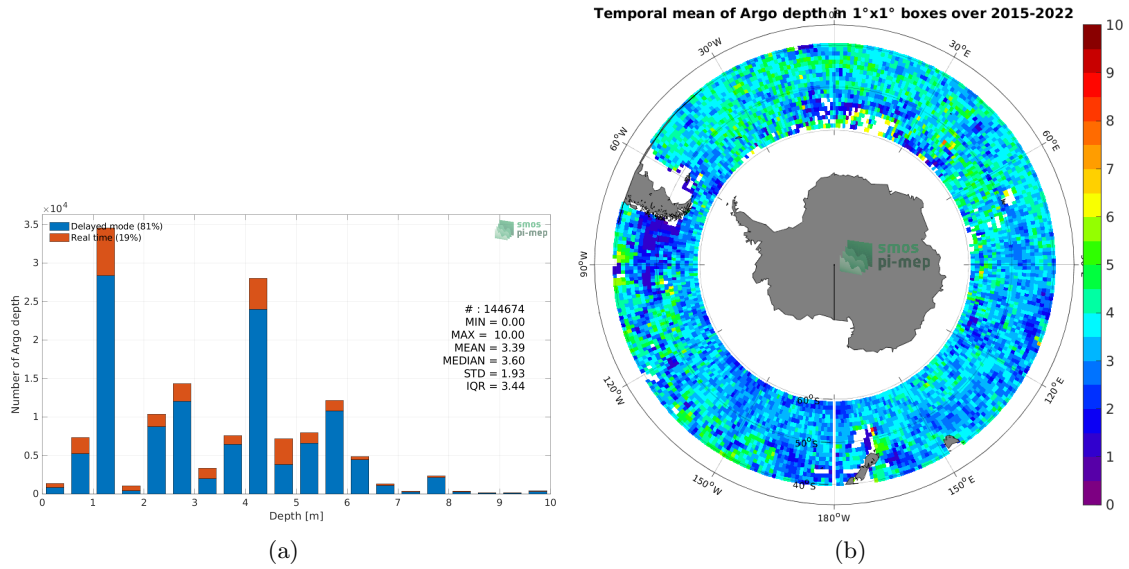 ×10⁴
3.5
3
2.5
2
1.5
1
0.5
0
Number of Argo depth
Delayed mode (81%)
Real time (19%)
smos
pi-mep
# : 144674
MIN = 0.00
MAX = 10.00
MEAN = 3.39
MEDIAN = 3.60
STD = 1.93
IQR = 3.44
0 1 2 3 4 5 6 7 8 9 10
Depth [m]
(a)
Temporal mean of Argo depth in 1°x1° boxes over 2015-2022
30°W
30°E
60°W
60°E
90°W
120°W
120°E
150°W
150°E
180°W
60°S
50°S
40°S
smos
pi-mep
10
9
8
7
6
5
4
3
2
1
0
(b)